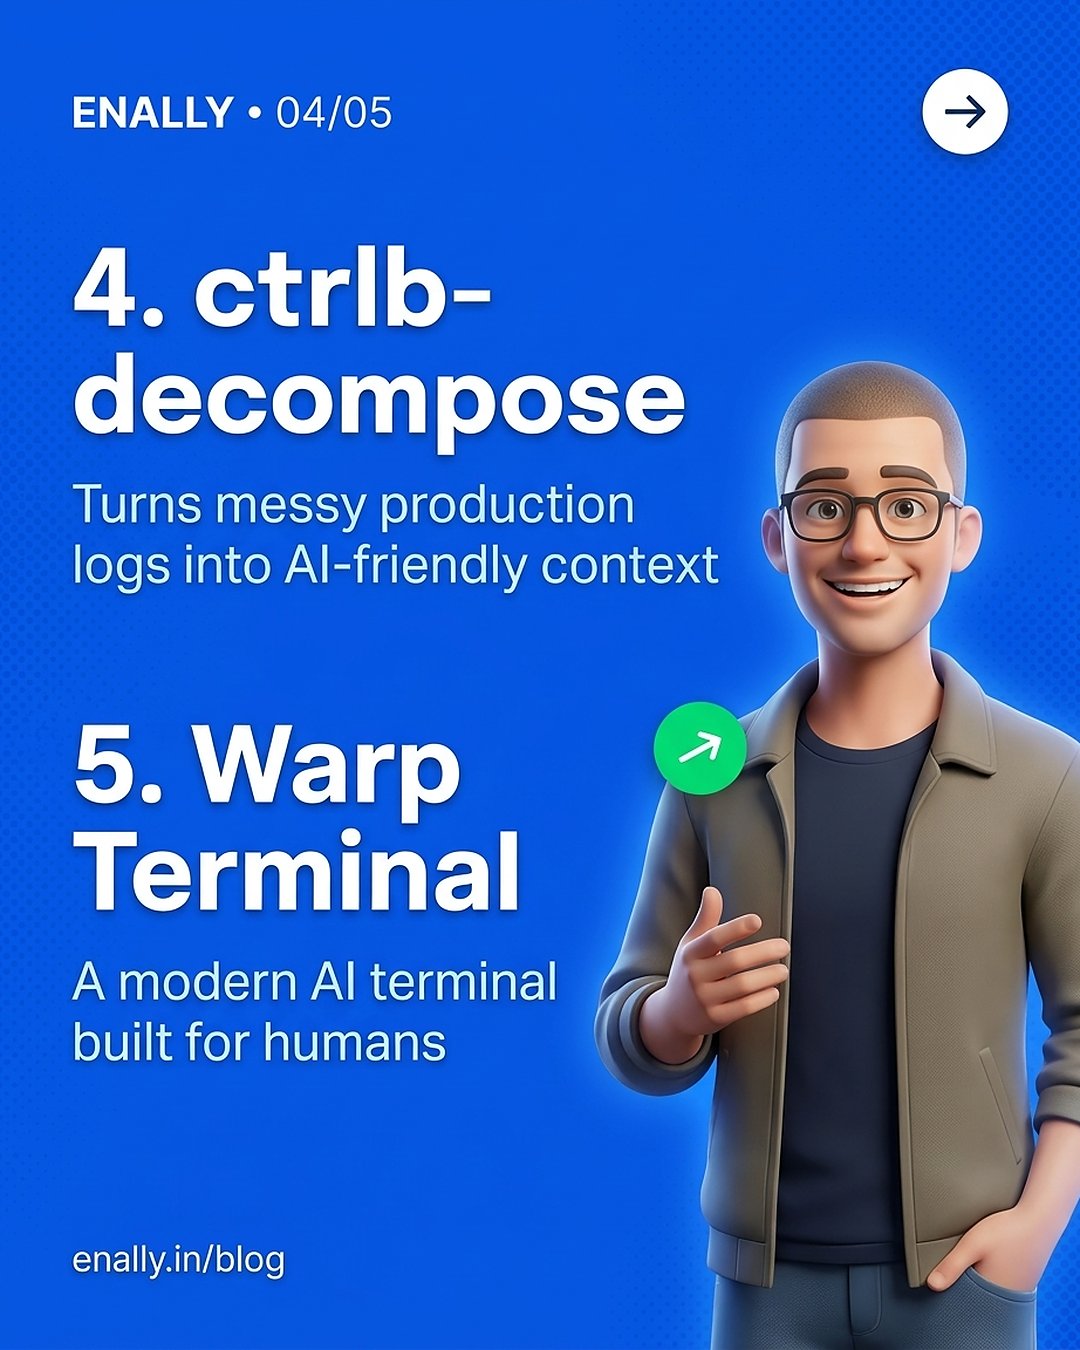 ENALLY • 04/05
4. ctrlb-
decompose
Turns messy production
logs into AI-friendly context
5. Warp
Terminal
A modern AI terminal
built for humans
enally.in/blog